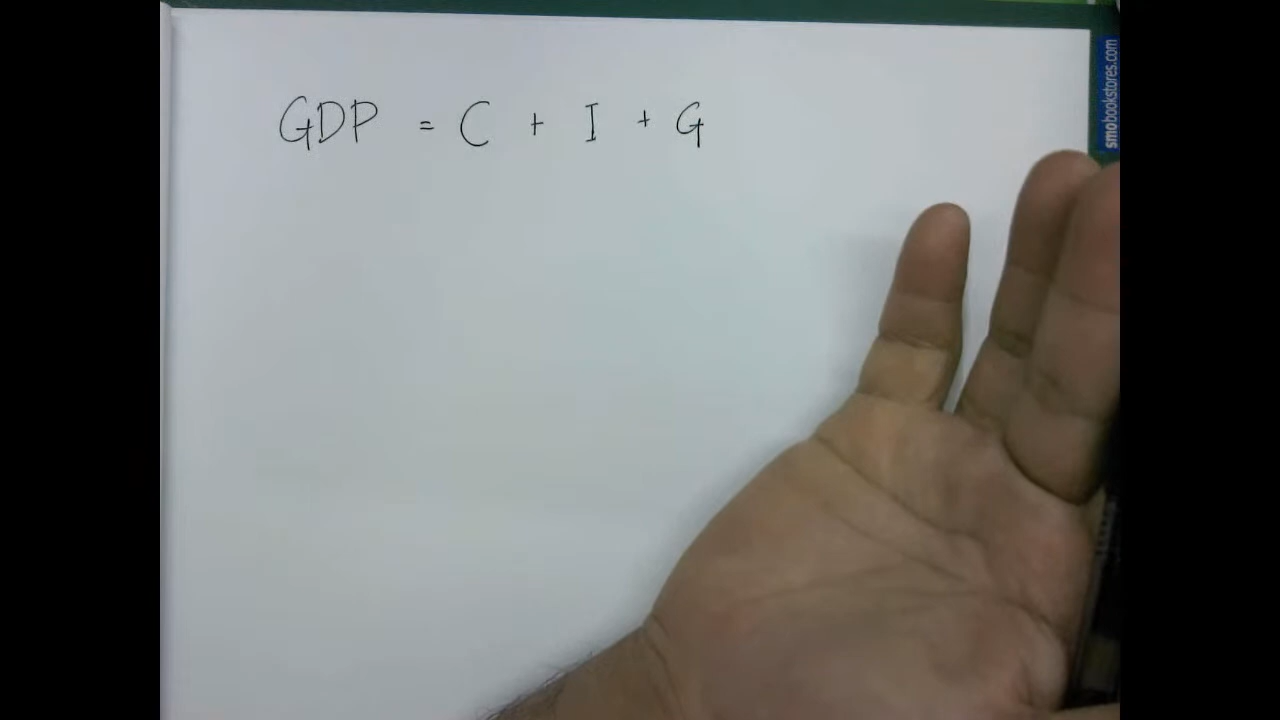 GDP = C + I + G
smobookstores.com